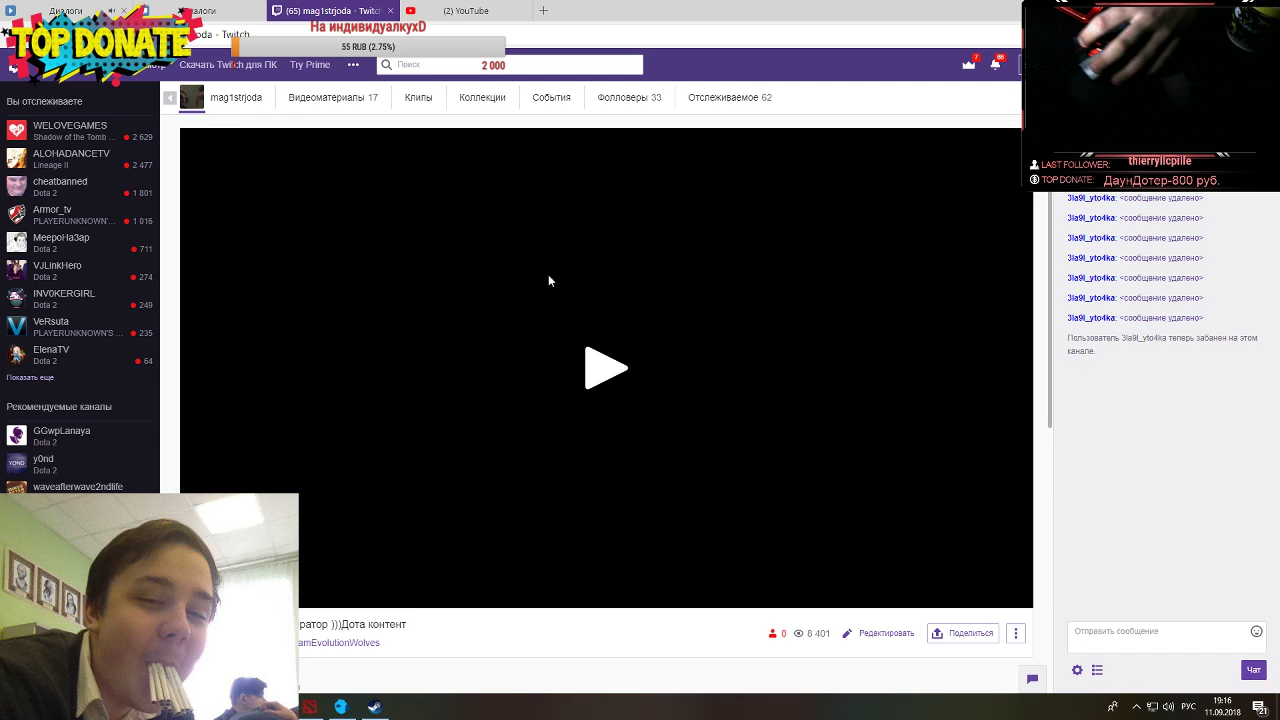 Диалоги
(5) mag1strjoda - Twitch
(2) YouTube
oda - Twitch
TOP DONATE
На индивидуалкуxD
55 RUB (2.75%)
2 000
Скачать Twitch для ПК
Try Prime
•••
Поиск
7
88
Вы отслеживаете
WELOVEGAMES
Shadow of the Tomb ...
2 629
ALOHADANCETV
Lineage II
2 477
cheatbanned
Dota 2
1 801
Armor_tv
PLAYERUNKNOWN'...
1 016
МеероНаЗар
Dota 2
711
VJLinkHero
Dota 2
274
INV0KERGIRL
Dota 2
249
VeRsuta
PLAYERUNKNOWN'S ...
235
ElenaTV
Dota 2
64
Показать еще
Рекомендуемые каналы
GGwpLanaya
Dota 2
y0nd
Dota 2
YOND
waveafterwave2ndlife
mag1strjoda
Видеоматериалы 17
Клипы
Коллекции
События
Фолловеры 33
Отслеживаемое 62
LAST FOLLOWER:
thierryllcpille
TOP DONATE:
ДаунДотер-800 руб.
3la9l_yto4ka: <сообщение удалено>
3la9l_yto4ka: <сообщение удалено>
3la9l_yto4ka: <сообщение удалено>
3la9l_yto4ka: <сообщение удалено>
3la9l_yto4ka: <сообщение удалено>
3la9l_yto4ka: <сообщение удалено>
3la9l_yto4ka: <сообщение удалено>
Пользователь 3la9l_yto4ka теперь забанен на этом
канале.
ратор )))Дота контент
amEvolutionWolves
0
8 401
Редактировать
Поделиться
Отправить сообщение
Чат
РУС
19:16
11.09.2018